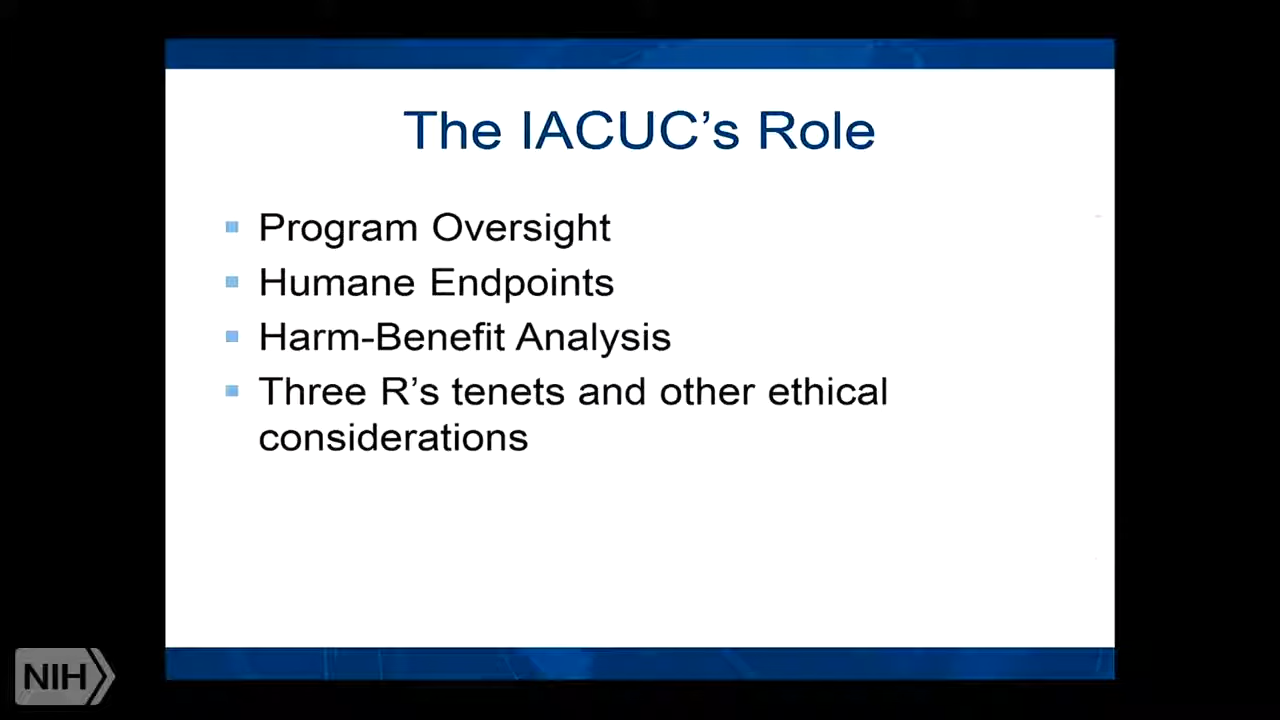 The IACUC’s Role
Program Oversight
Humane Endpoints
Harm-Benefit Analysis
Three R’s tenets and other ethical
considerations
NIH